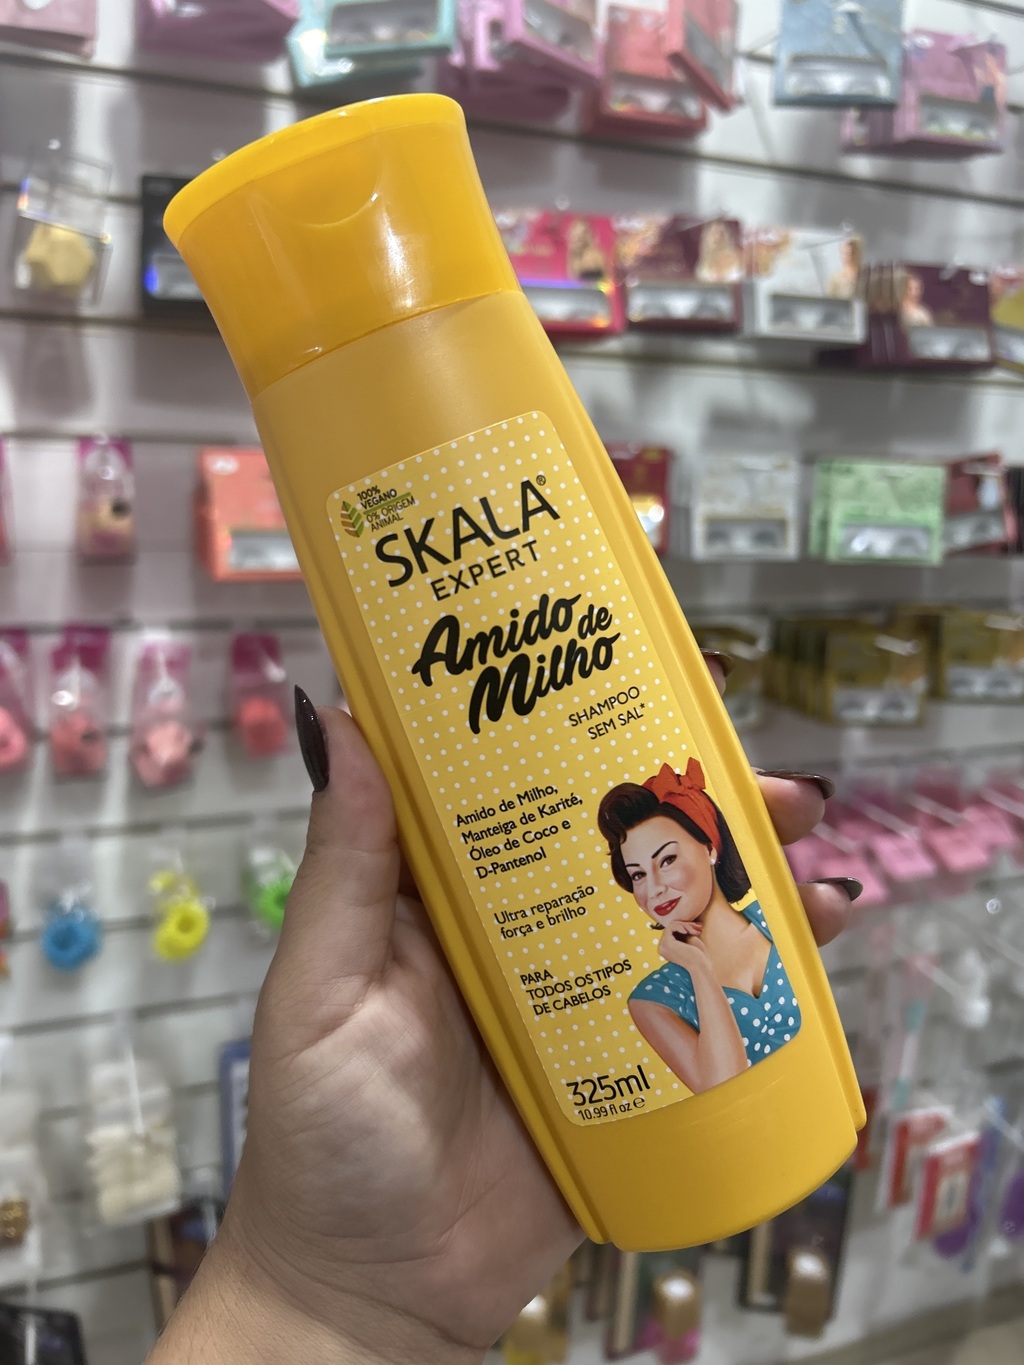 100%
VEGANO
0% ORIGEM
ANIMAL
SKALA®
EXPERT
Amido de
Milho
SHAMPOO
SEM SAL*
Amido de Milho,
Manteiga de Karité,
Óleo de Coco e
D-Pantenol
Ultra reparação
força e brilho
PARA
TODOS OS TIPOS
DE CABELOS
325ml
10.99 fl oz e